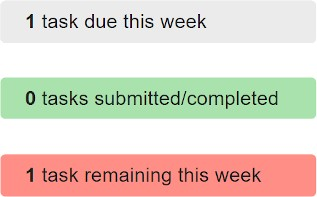 1 task due this week
0 tasks submitted/completed
1 task remaining this week